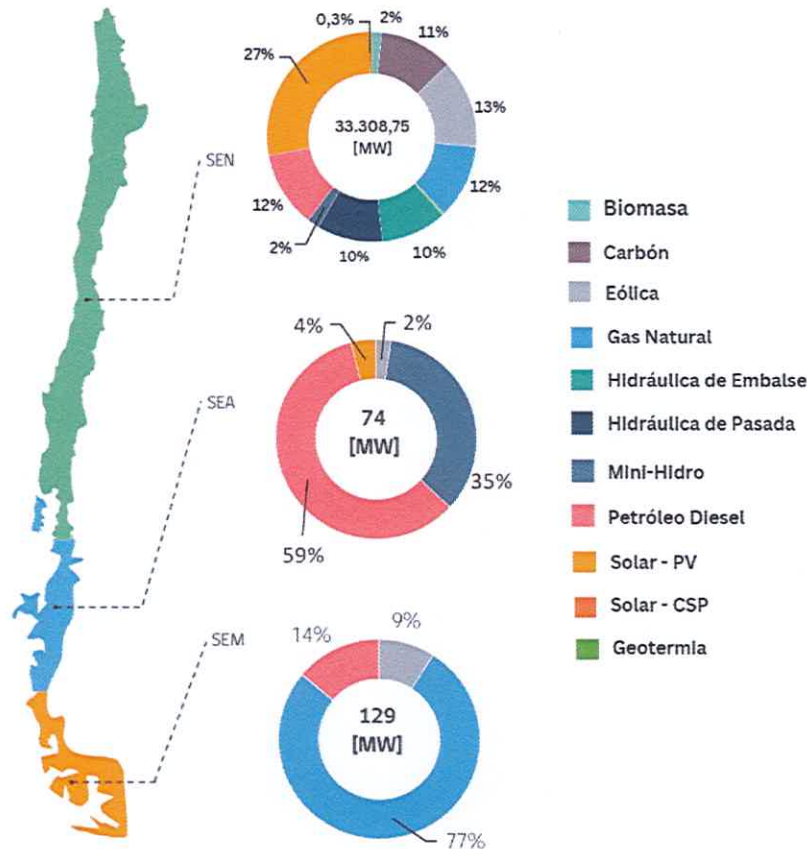 0,3%
2%
11%
27%
13%
33.308,75
[MW]
SEN
12%
12%
2%
10%
10%
4%
2%
74
[MW]
SEA
35%
59%
SEM
14%
9%
129
[MW]
77%
Biomasa
Carbón
Eólica
Gas Natural
Hidráulica de Embalse
Hidráulica de Pasada
Mini-Hidro
Petróleo Diesel
Solar - PV
Solar - CSP
Geotermia